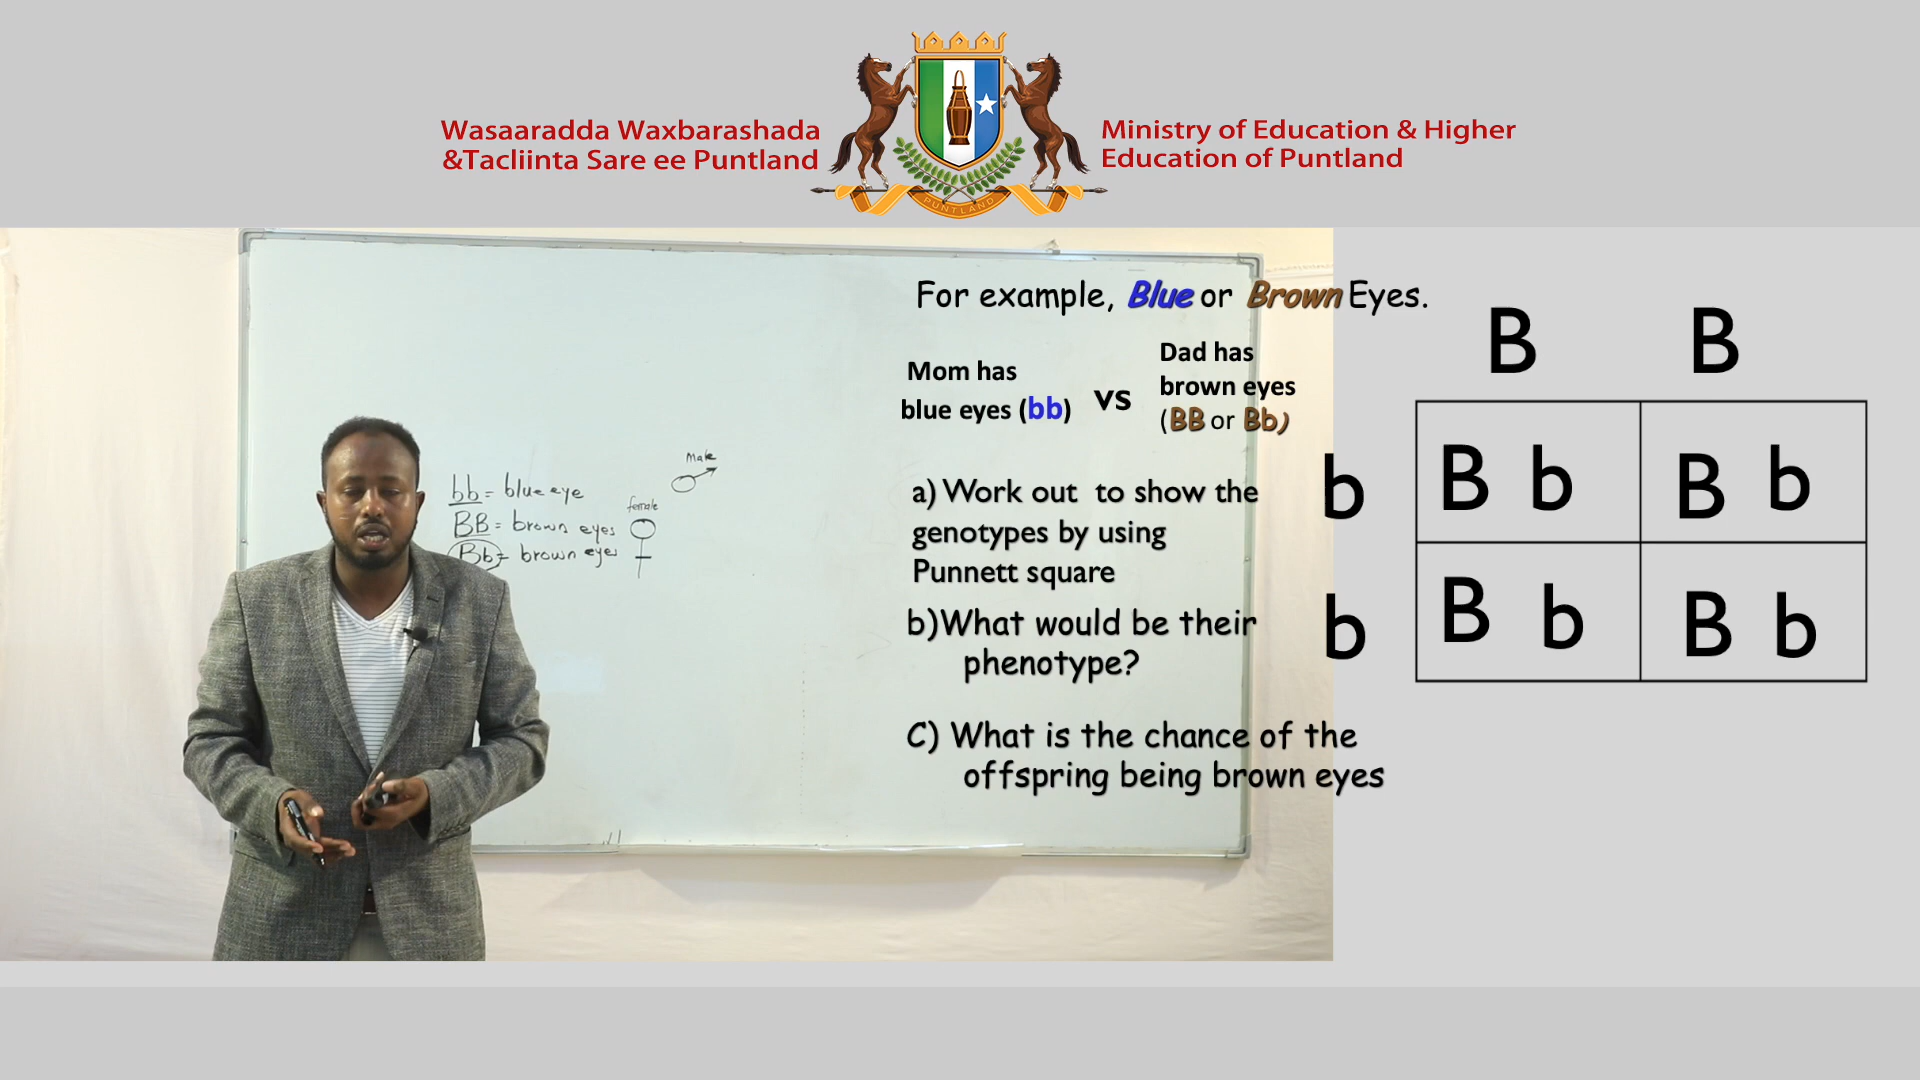 Wasaaradda Waxbarashada
&Tacliinta Sare ee Puntland
PUNTLAND
Ministry of Education & Higher
Education of Puntland
bb = blue eye
BB = brown eyes
Bb = brown eyes
Male
female
For example, Blue or Brown Eyes.
Mom has
blue eyes (bb)
vs
Dad has
brown eyes
(BB or Bb)
a) Work out to show the
genotypes by using
Punnett square
b)What would be their
phenotype?
C) What is the chance of the
offspring being brown eyes
B B
b B b B b
b B b B b